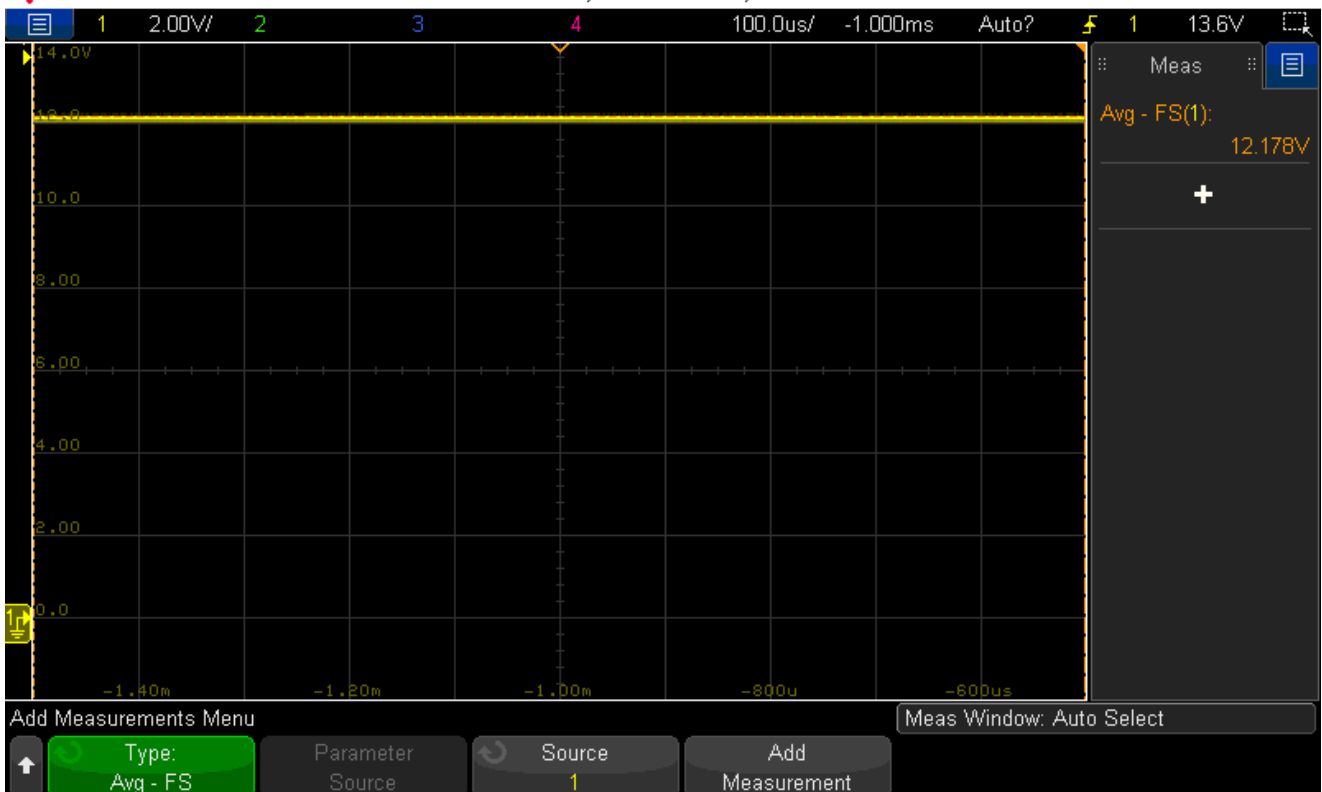 1 2.00V/ 2 3 4 100.0us/ -1.000ms Auto? 1 13.6V
14.0V
12.0
10.0
8.00
6.00
4.00
2.00
0.0
1
-1.40m -1.20m -1.00m -800u -600us
Meas
Avg - FS(1):
12.178V
+
Add Measurements Menu
Meas Window: Auto Select
Type:
Avg - FS
Parameter
Source
Source
1
Add
Measurement